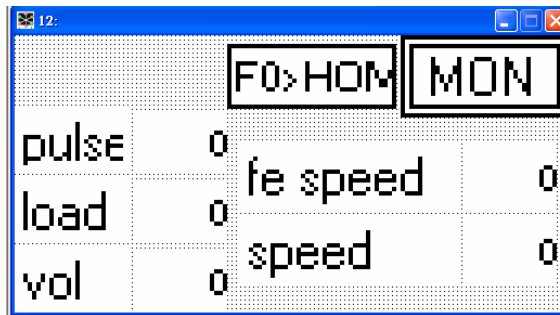 12:
F0>HOM MON
pulse 0
fe speed 0
load 0
speed 0
vol 0